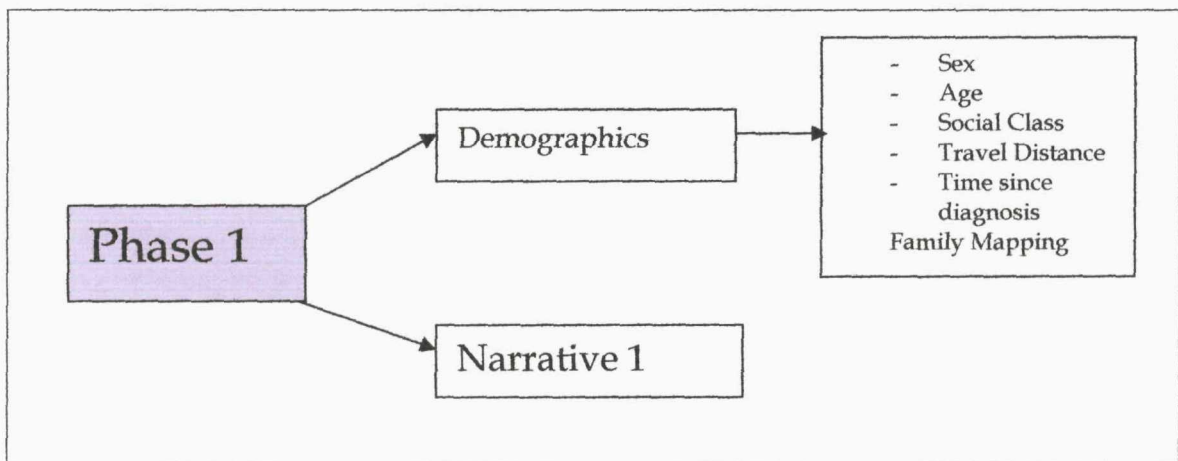 Phase 1
Demographics
- Sex
- Age
- Social Class
- Travel Distance
- Time since
diagnosis
Family Mapping
Narrative 1